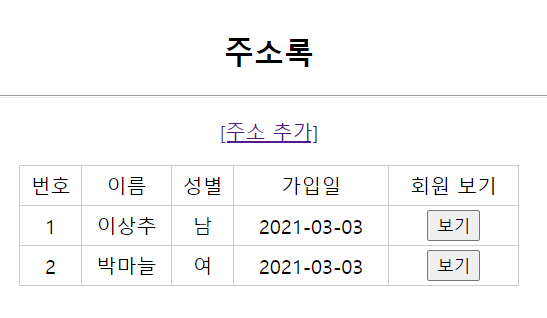 주소록
[주소 추가]
번호 이름 성별 가입일 회원 보기
1 이상추 남 2021-03-03 보기
2 박마늘 여 2021-03-03 보기